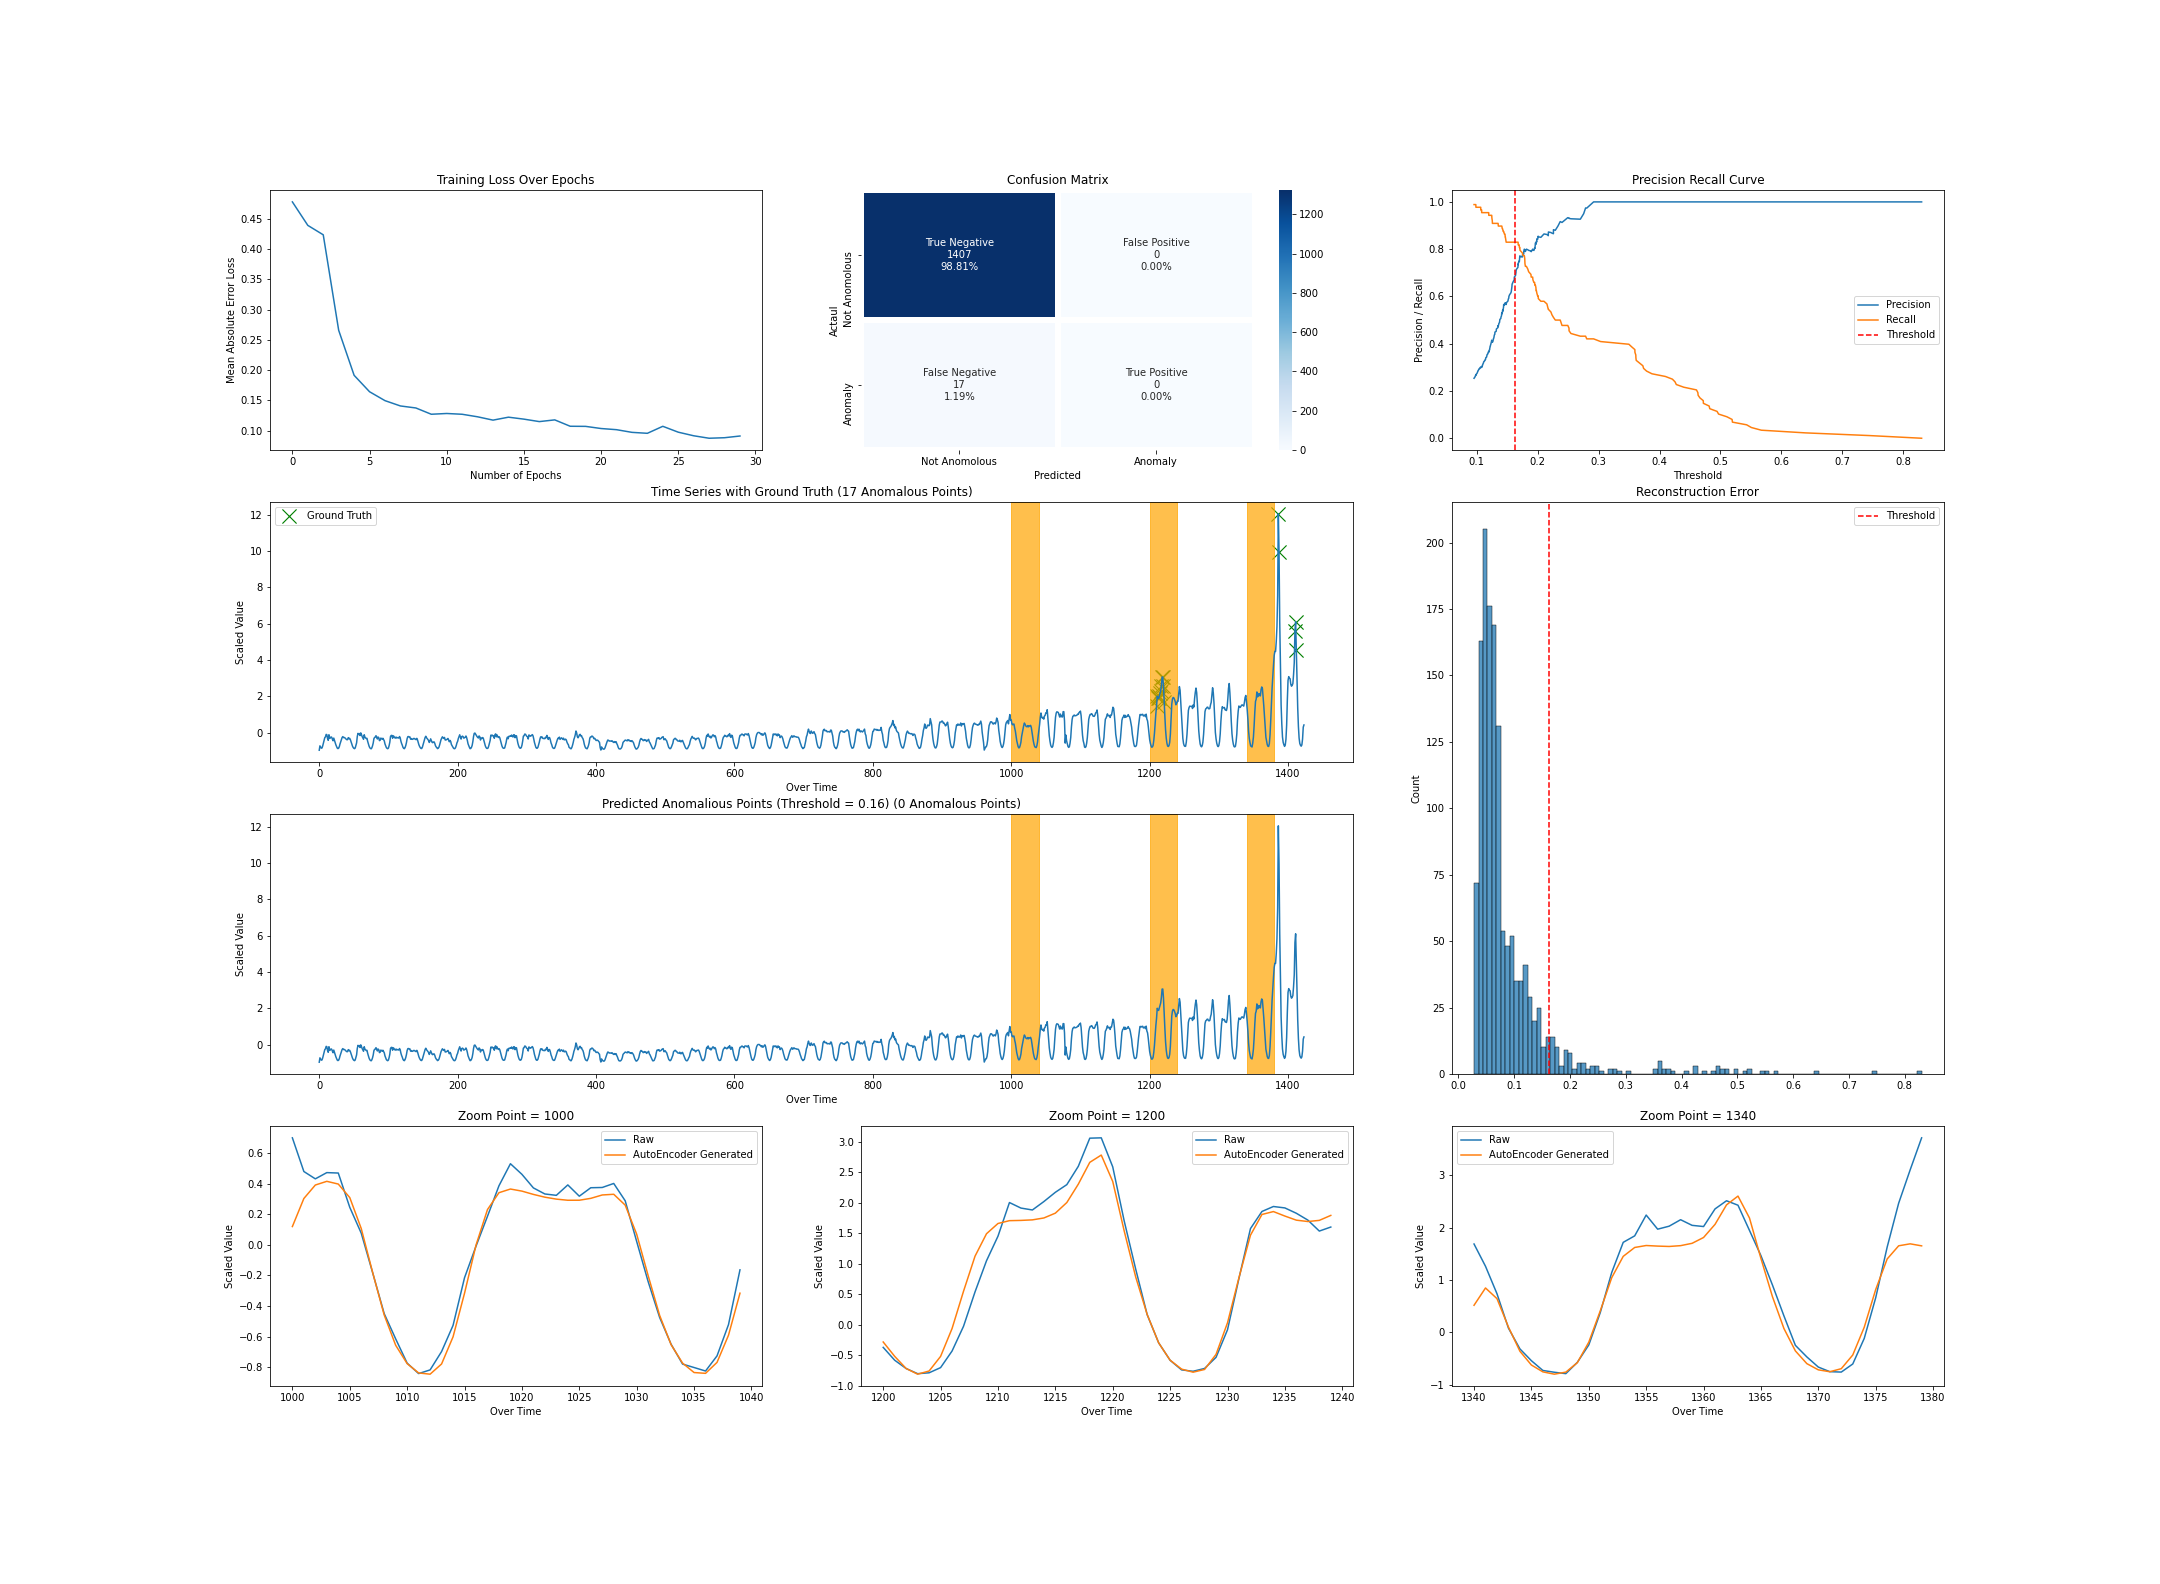 Training Loss Over Epochs
Mean Absolute Error Loss
0.45
0.40
0.35
0.30
0.25
0.20
0.15
0.10
0 5 10 15 20 25 30
Number of Epochs
Confusion Matrix
Actaul
Not Anomolous
Anomaly
True Negative
1407
98.81%
False Positive
0
0.00%
False Negative
17
1.19%
True Positive
0
0.00%
Not Anomolous Anomaly
Predicted
1200
1000
800
600
400
200
0
Precision Recall Curve
Precision / Recall
1.0
0.8
0.6
0.4
0.2
0.0
Precision
Recall
Threshold
0.1 0.2 0.3 0.4 0.5 0.6 0.7 0.8
Threshold
Time Series with Ground Truth (17 Anomalous Points)
Ground Truth
Scaled Value
12
10
8
6
4
2
0
0 200 400 600 800 1000 1200 1400
Over Time
Reconstruction Error
Threshold
Count
200
175
150
125
100
75
50
25
0
0.0 0.1 0.2 0.3 0.4 0.5 0.6 0.7 0.8
Predicted Anomalious Points (Threshold = 0.16) (0 Anomalous Points)
Scaled Value
12
10
8
6
4
2
0
0 200 400 600 800 1000 1200 1400
Over Time
Zoom Point = 1000
Raw
AutoEncoder Generated
Scaled Value
0.6
0.4
0.2
0.0
−0.2
−0.4
−0.6
−0.8
1000 1005 1010 1015 1020 1025 1030 1035 1040
Over Time
Zoom Point = 1200
Raw
AutoEncoder Generated
Scaled Value
3.0
2.5
2.0
1.5
1.0
0.5
0.0
−0.5
−1.0
1200 1205 1210 1215 1220 1225 1230 1235 1240
Over Time
Zoom Point = 1340
Raw
AutoEncoder Generated
Scaled Value
3
2
1
0
−1
1340 1345 1350 1355 1360 1365 1370 1375 1380
Over Time